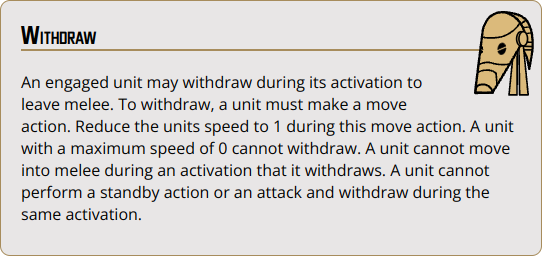 WITHDRAW
An engaged unit may withdraw during its activation to
leave melee. To withdraw, a unit must make a move
action. Reduce the units speed to 1 during this move action. A unit
with a maximum speed of 0 cannot withdraw. A unit cannot move
into melee during an activation that it withdraws. A unit cannot
perform a standby action or an attack and withdraw during the
same activation.